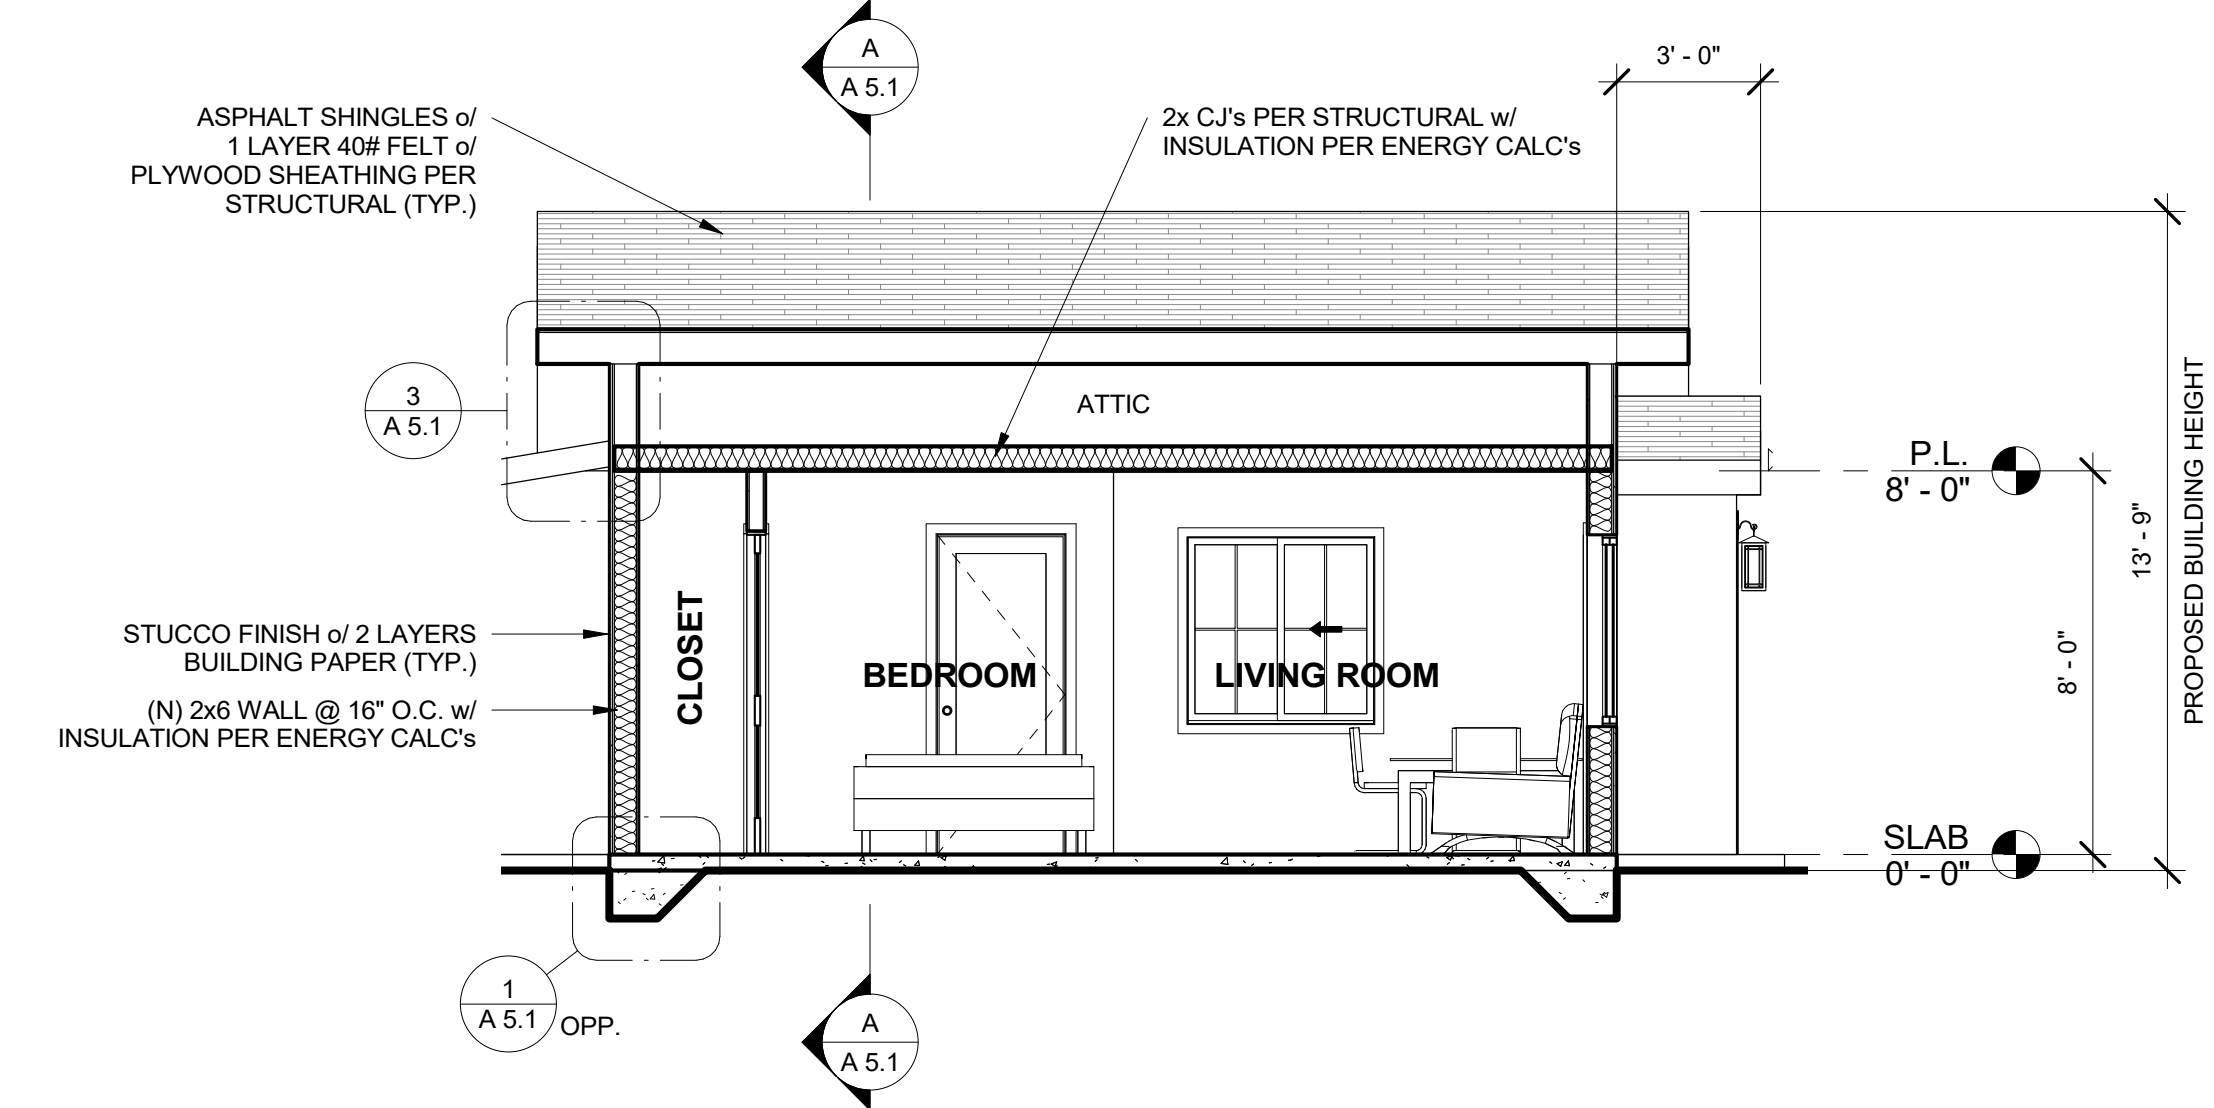 A
A 5.1
3' - 0"
ASPHALT SHINGLES o/
1 LAYER 40# FELT o/
PLYWOOD SHEATHING PER
STRUCTURAL (TYP.)
2x CJ's PER STRUCTURAL w/
INSULATION PER ENERGY CALC's
3
A 5.1
ATTIC
P.L.
8' - 0"
13' - 9"
PROPOSED BUILDING HEIGHT
8' - 0"
STUCCO FINISH o/ 2 LAYERS
BUILDING PAPER (TYP.)
(N) 2x6 WALL @ 16" O.C. w/
INSULATION PER ENERGY CALC's
CLOSET
BEDROOM
LIVING ROOM
SLAB
0' - 0"
1
A 5.1
OPP.
A
A 5.1